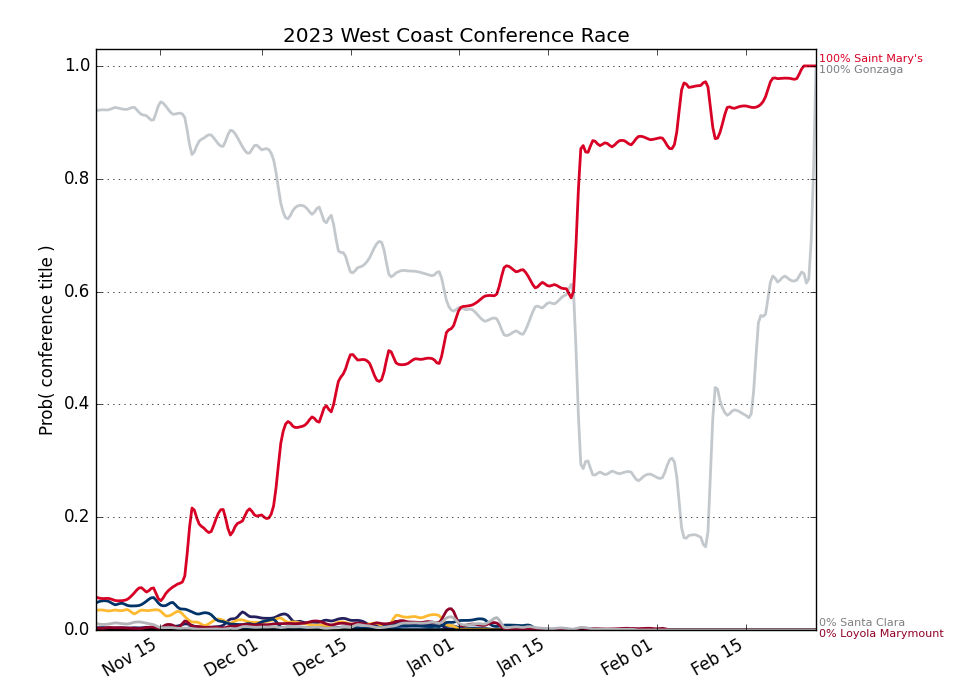 2023 West Coast Conference Race
1.0
0.8
0.6
0.4
0.2
0.0
Prob( conference title )
100% Saint Mary's
100% Gonzaga
0% Santa Clara
0% Loyola Marymount
Nov 15
Dec 01
Dec 15
Jan 01
Jan 15
Feb 01
Feb 15